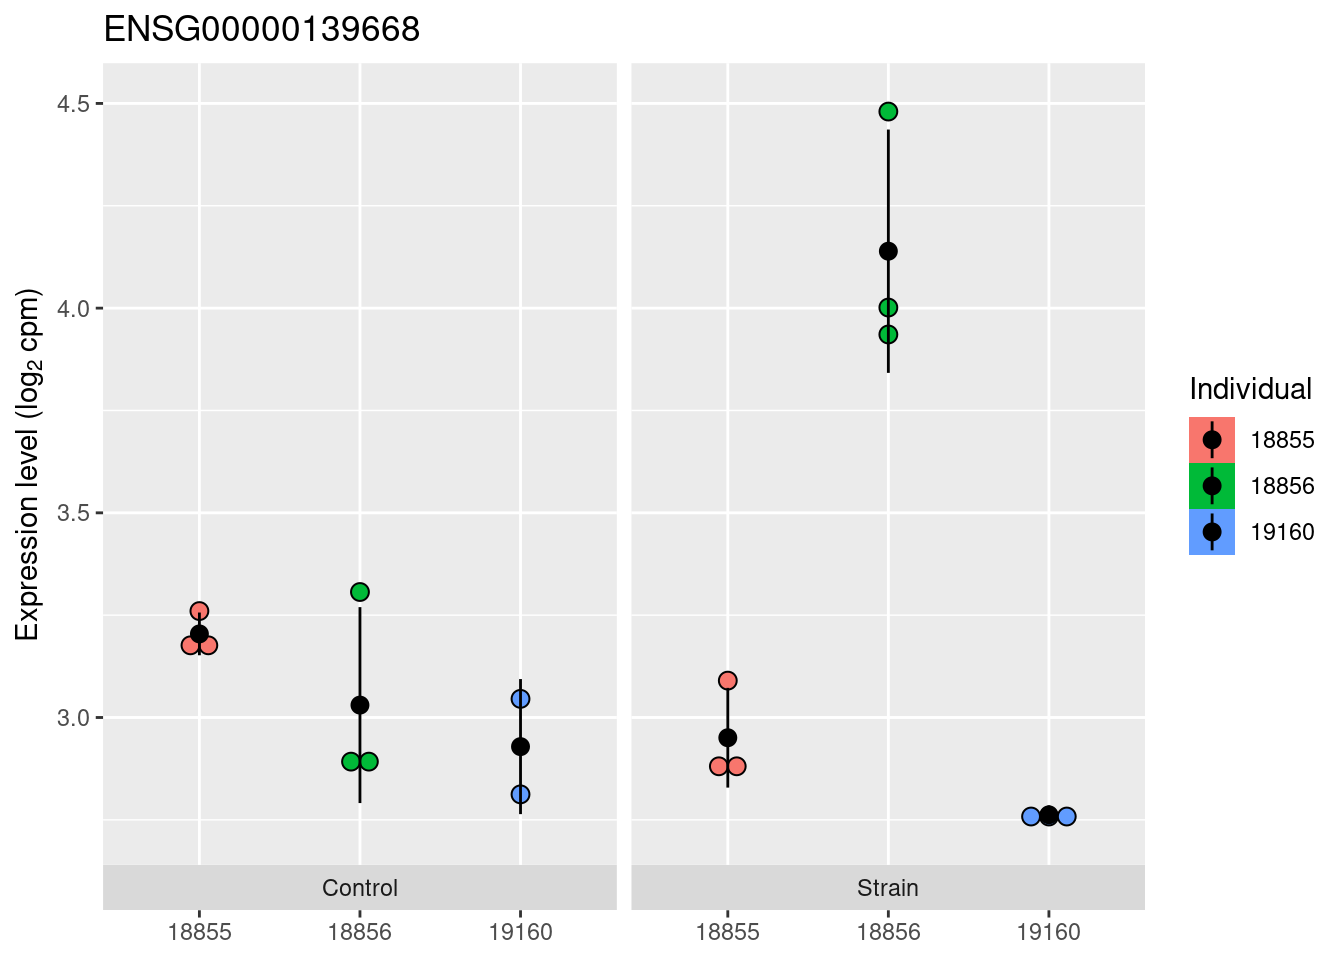 ENSG00000139668
Expression level (log2 cpm)
4.5
4.0
3.5
3.0
Control
Strain
18855 18856 19160
18855 18856 19160
Individual
18855
18856
19160